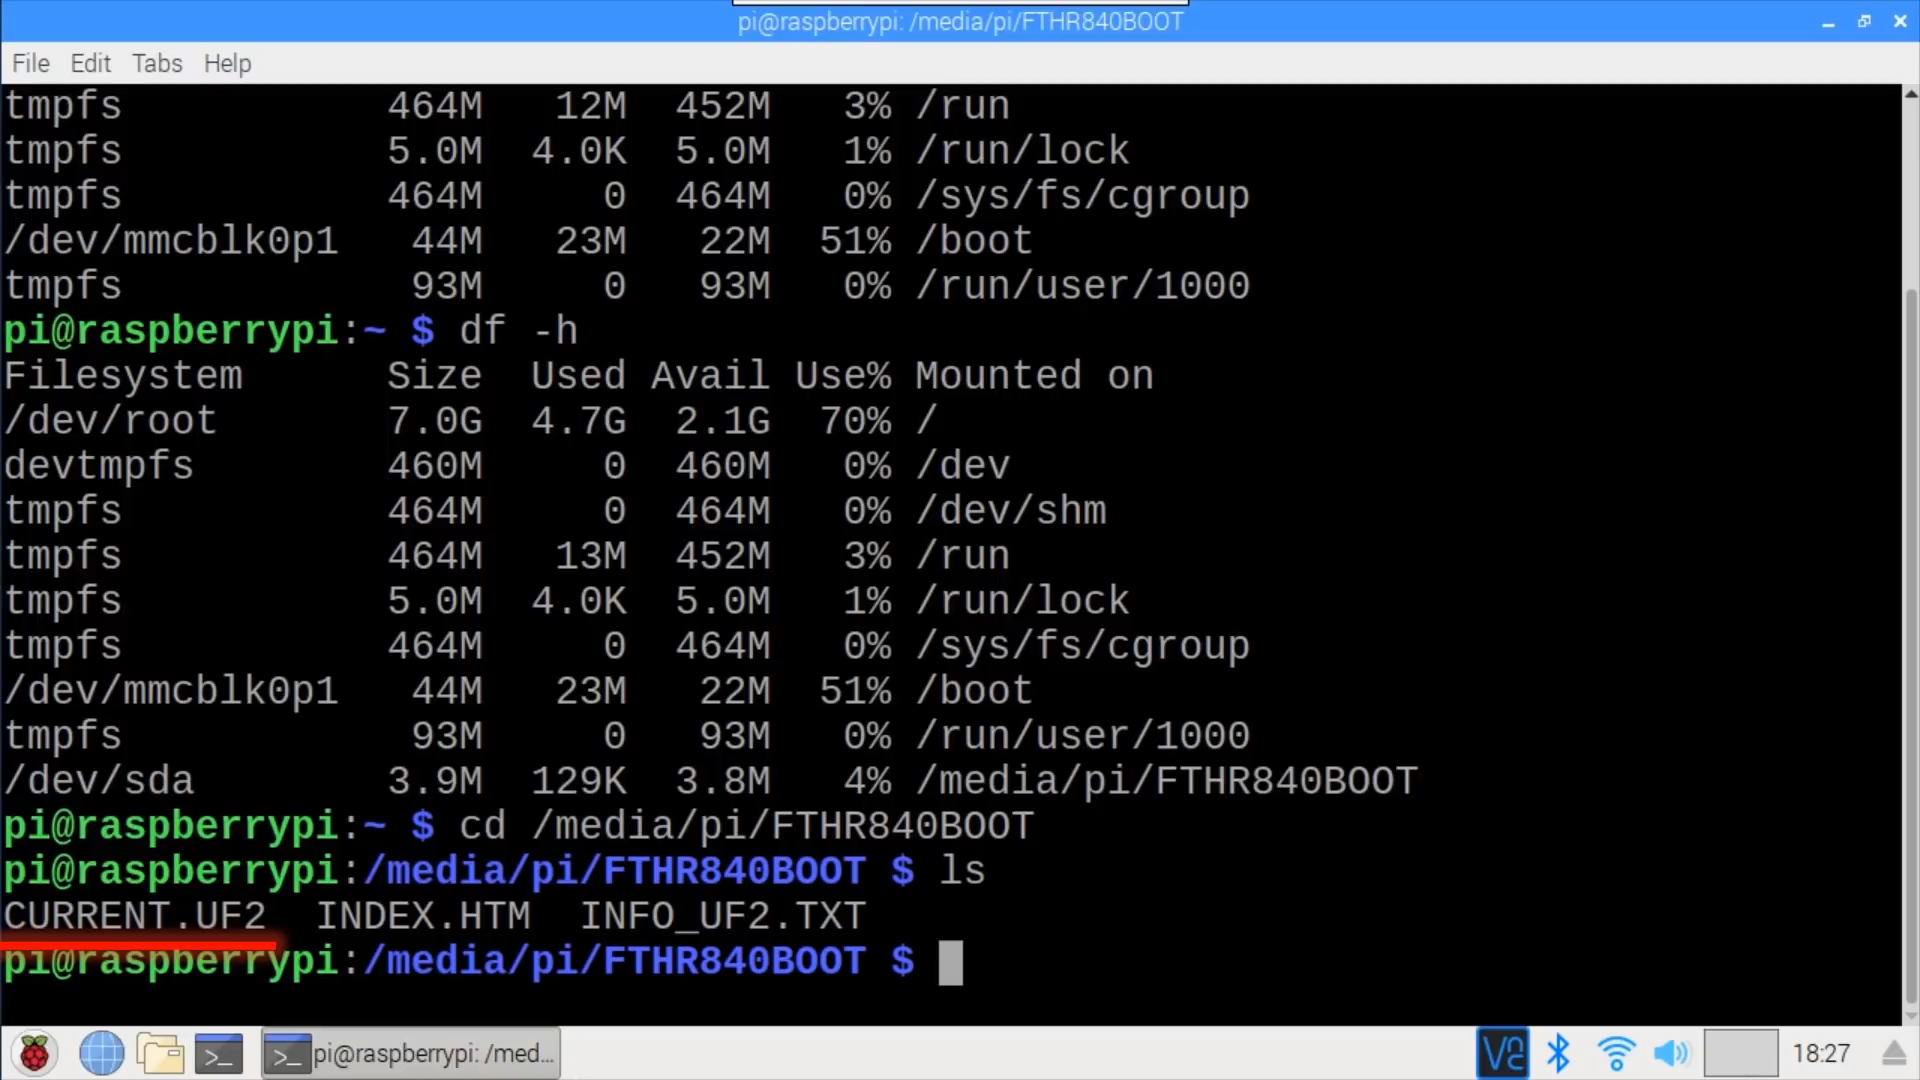 pi@raspberrypi: /media/pi/FTHR840BOOT
File Edit Tabs Help
tmpfs 464M 12M 452M 3% /run
tmpfs 5.0M 4.0K 5.0M 1% /run/lock
tmpfs 464M 0 464M 0% /sys/fs/cgroup
/dev/mmcblk0p1 44M 23M 22M 51% /boot
tmpfs 93M 0 93M 0% /run/user/1000
pi@raspberrypi:~ $ df -h
Filesystem Size Used Avail Use% Mounted on
/dev/root 7.0G 4.7G 2.1G 70% /
devtmpfs 460M 0 460M 0% /dev
tmpfs 464M 0 464M 0% /dev/shm
tmpfs 464M 13M 452M 3% /run
tmpfs 5.0M 4.0K 5.0M 1% /run/lock
tmpfs 464M 0 464M 0% /sys/fs/cgroup
/dev/mmcblk0p1 44M 23M 22M 51% /boot
tmpfs 93M 0 93M 0% /run/user/1000
/dev/sda 3.9M 129K 3.8M 4% /media/pi/FTHR840BOOT
pi@raspberrypi:~ $ cd /media/pi/FTHR840BOOT
pi@raspberrypi:/media/pi/FTHR840BOOT $ ls
CURRENT.UF2 INDEX.HTM INFO_UF2.TXT
pi@raspberrypi:/media/pi/FTHR840BOOT $
pi@raspberrypi: /med... 18:27